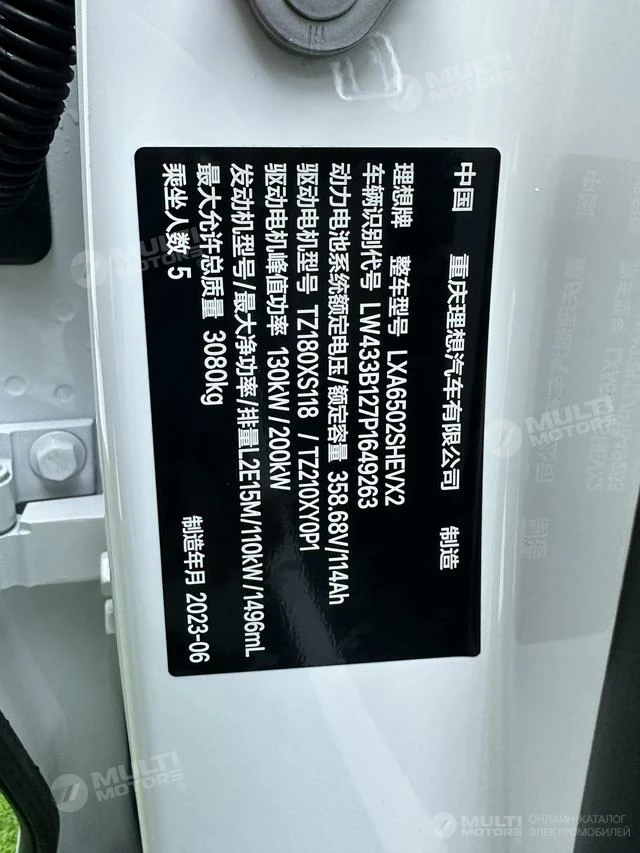 中国 重庆理想汽车有限公司 制造
理想牌 整车型号 LXA6502SHEVX2
车辆识别代号 LW433B127P1649263
动力电池系统额定电压/额定容量 358.68V/114Ah
驱动电机型号 TZ180XS118 /TZ210XY0P1
驱动电机峰值功率 130kW/200kW
发动机型号/最大净功率/排量L2E15M/110kW/1496mL
最大允许总质量 3080kg 制造年月 2023-06
乘坐人数 5
MULTI
MOTORS®
MULTI
MOTORS®
MULTI
MOTORS®
MULTI
MOTORS®
MULTI
MOTORS®
ОНЛАЙН-КАТАЛОГ
ЭЛЕКТРОМОБИЛЕЙ